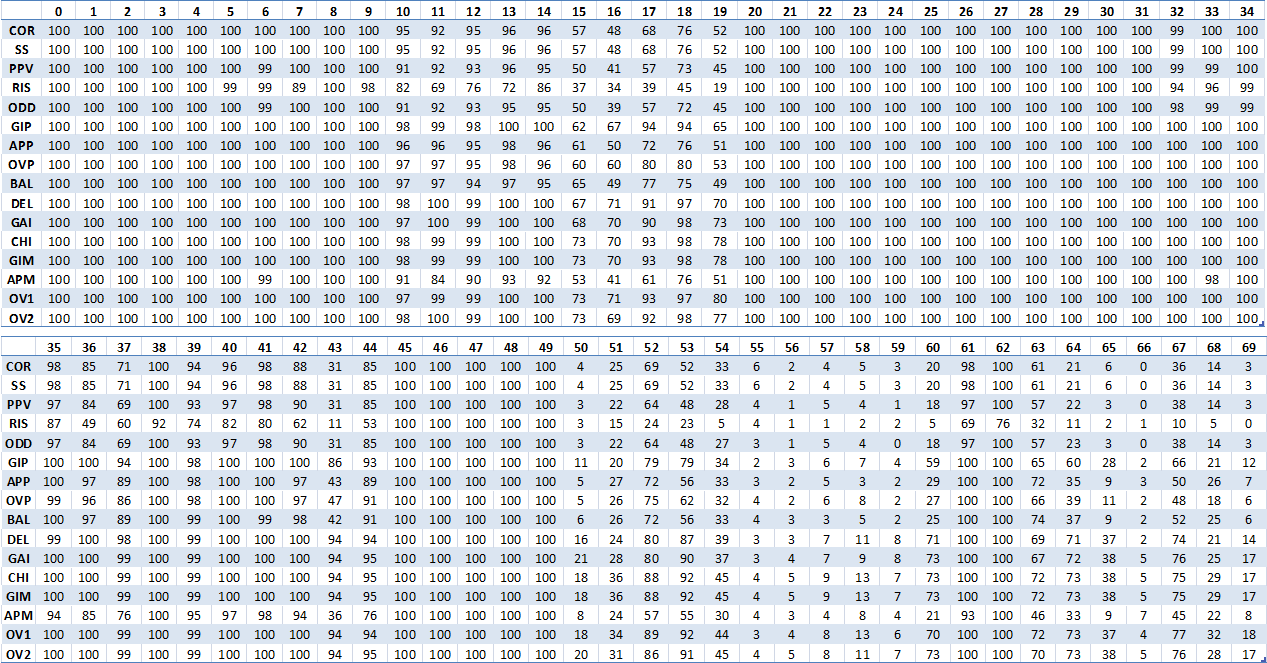 0 1 2 3 4 5 6 7 8 9 10 11 12 13 14 15 16 17 18 19 20 21 22 23 24 25 26 27 28 29 30 31 32 33 34
COR 100 100 100 100 100 100 100 100 100 100 95 92 95 96 96 57 48 68 76 52 100 100 100 100 100 100 100 100 100 100 100 100 99 100 100
SS 100 100 100 100 100 100 100 100 100 100 95 92 95 96 96 57 48 68 76 52 100 100 100 100 100 100 100 100 100 100 100 100 99 100 100
PPV 100 100 100 100 100 100 99 100 100 100 91 92 93 96 95 50 41 57 73 45 100 100 100 100 100 100 100 100 100 100 100 100 99 99 100
RIS 100 100 100 100 100 99 99 89 100 98 82 69 76 72 86 37 34 39 45 19 100 100 100 100 100 100 100 100 100 100 100 100 94 96 99
ODD 100 100 100 100 100 100 99 100 100 100 91 92 93 95 95 50 39 57 72 45 100 100 100 100 100 100 100 100 100 100 100 100 98 99 99
GIP 100 100 100 100 100 100 100 100 100 100 98 99 98 100 100 62 67 94 94 65 100 100 100 100 100 100 100 100 100 100 100 100 100 100 100
APP 100 100 100 100 100 100 100 100 100 100 96 96 95 98 96 61 50 72 76 51 100 100 100 100 100 100 100 100 100 100 100 100 100 100 100
OVP 100 100 100 100 100 100 100 100 100 100 97 97 95 98 96 60 60 80 80 53 100 100 100 100 100 100 100 100 100 100 100 100 100 100 100
BAL 100 100 100 100 100 100 100 100 100 100 97 97 94 97 95 65 49 77 75 49 100 100 100 100 100 100 100 100 100 100 100 100 100 100 100
DEL 100 100 100 100 100 100 100 100 100 100 98 100 99 100 100 67 71 91 97 70 100 100 100 100 100 100 100 100 100 100 100 100 100 100 100
GAI 100 100 100 100 100 100 100 100 100 100 97 100 99 100 100 68 70 90 98 73 100 100 100 100 100 100 100 100 100 100 100 100 100 100 100
CHI 100 100 100 100 100 100 100 100 100 100 98 99 99 100 100 73 70 93 98 78 100 100 100 100 100 100 100 100 100 100 100 100 100 100 100
GIM 100 100 100 100 100 100 100 100 100 100 98 99 99 100 100 73 70 93 98 78 100 100 100 100 100 100 100 100 100 100 100 100 100 100 100
APM 100 100 100 100 100 100 99 100 100 100 91 84 90 93 92 53 41 61 76 51 100 100 100 100 100 100 100 100 100 100 100 100 100 98 100
OV1 100 100 100 100 100 100 100 100 100 100 97 99 99 100 100 73 71 93 97 80 100 100 100 100 100 100 100 100 100 100 100 100 100 100 100
OV2 100 100 100 100 100 100 100 100 100 100 98 100 99 100 100 73 69 92 98 77 100 100 100 100 100 100 100 100 100 100 100 100 100 100 100
35 36 37 38 39 40 41 42 43 44 45 46 47 48 49 50 51 52 53 54 55 56 57 58 59 60 61 62 63 64 65 66 67 68 69
COR 98 85 71 100 94 96 98 88 31 85 100 100 100 100 100 4 25 69 52 33 6 2 4 5 3 20 98 100 61 21 6 0 36 14 3
SS 98 85 71 100 94 96 98 88 31 85 100 100 100 100 100 4 25 69 52 33 6 2 4 5 3 20 98 100 61 21 6 0 36 14 3
PPV 97 84 69 100 93 97 98 90 31 85 100 100 100 100 100 3 22 64 48 28 4 1 5 4 1 18 97 100 57 22 3 0 38 14 3
RIS 87 49 60 92 74 82 80 62 11 53 100 100 100 100 100 3 15 24 23 5 4 1 1 2 2 5 69 76 32 11 2 1 10 5 0
ODD 97 84 69 100 93 97 98 90 31 85 100 100 100 100 100 3 22 64 48 27 3 1 5 4 0 18 97 100 57 23 3 0 38 14 3
GIP 100 100 94 100 98 100 100 100 86 93 100 100 100 100 100 11 20 79 79 34 2 3 6 7 4 59 100 100 65 60 28 2 66 21 12
APP 100 97 89 100 98 100 100 97 43 89 100 100 100 100 100 5 27 72 56 33 3 2 5 3 2 29 100 100 72 35 9 3 50 26 7
OVP 99 96 86 100 98 100 100 97 47 91 100 100 100 100 100 5 26 75 62 32 4 2 6 8 2 27 100 100 66 39 11 2 48 18 6
BAL 100 97 89 100 99 100 99 98 42 91 100 100 100 100 100 6 26 72 56 33 4 3 3 5 2 25 100 100 74 37 9 2 52 25 6
DEL 99 100 98 100 99 100 100 100 94 94 100 100 100 100 100 16 24 80 87 39 3 3 7 11 8 71 100 100 69 71 37 2 74 21 14
GAI 100 100 99 100 99 100 100 100 94 95 100 100 100 100 100 21 28 80 90 37 3 4 7 9 8 73 100 100 67 72 38 5 76 25 17
CHI 100 100 99 100 99 100 100 100 94 95 100 100 100 100 100 18 36 88 92 45 4 5 9 13 7 73 100 100 72 73 38 5 75 29 17
GIM 100 100 99 100 99 100 100 100 94 95 100 100 100 100 100 18 36 88 92 45 4 5 9 13 7 73 100 100 72 73 38 5 75 29 17
APM 94 85 76 100 95 97 98 94 36 76 100 100 100 100 100 8 24 57 55 30 4 3 4 8 4 21 93 100 46 33 9 7 45 22 8
OV1 100 100 99 100 99 100 100 100 94 94 100 100 100 100 100 18 34 89 92 44 3 4 8 13 6 70 100 100 72 73 37 4 77 32 18
OV2 100 100 99 100 99 100 100 100 94 95 100 100 100 100 100 20 31 86 91 45 4 5 8 11 7 73 100 100 70 73 38 5 76 28 17